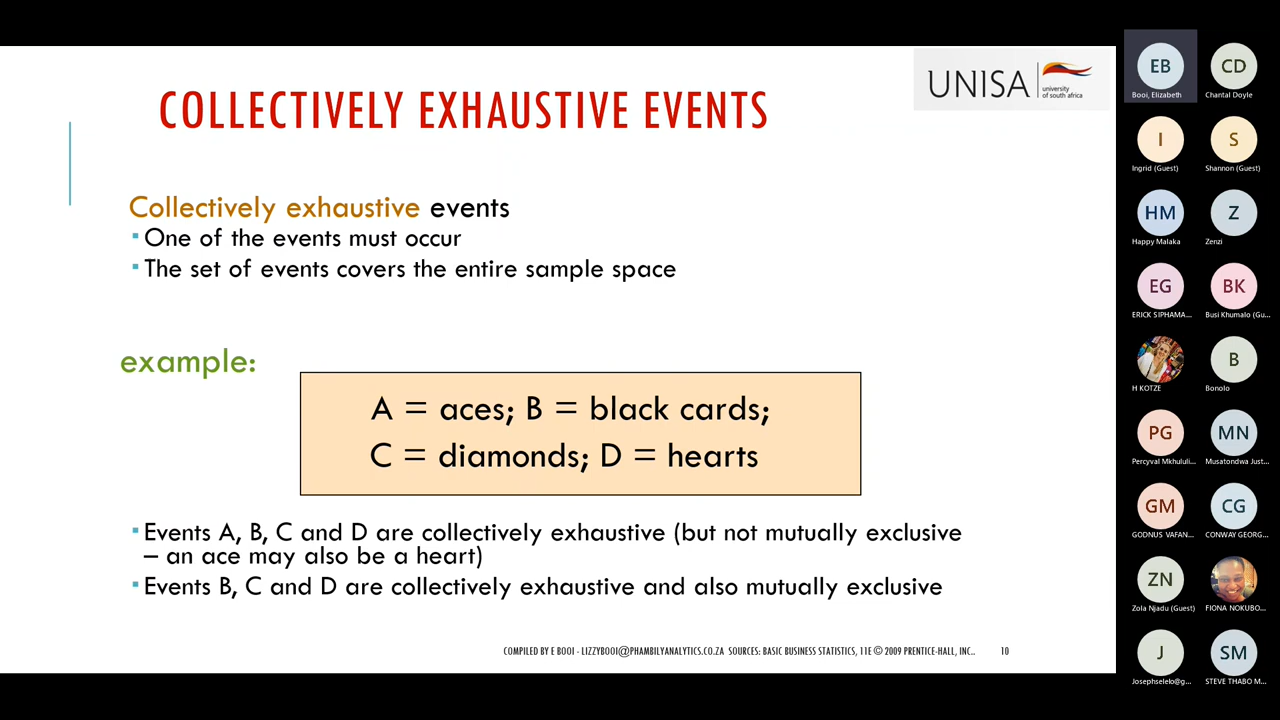 COLLECTIVELY EXHAUSTIVE EVENTS
UNISA
university
of south africa
Collectively exhaustive events
One of the events must occur
The set of events covers the entire sample space
example:
A = aces; B = black cards;
C = diamonds; D = hearts
Events A, B, C and D are collectively exhaustive (but not mutually exclusive
– an ace may also be a heart)
Events B, C and D are collectively exhaustive and also mutually exclusive
COMPILED BY E BOOI - LIZZYBOOI@PHAMBILYANALYTICS.CO.ZA SOURCES: BASIC BUSINESS STATISTICS, 11E © 2009 PRENTICE-HALL, INC..
10
EB
Booi, Elizabeth
CD
Chantal Doyle
I
Ingrid (Guest)
S
Shannon (Guest)
HM
Happy Malaka
Z
Zenzi
EG
ERICK SIPHAMA...
BK
Busi Khumalo (Gu...
H KOTZE
B
Bonolo
PG
Percyval Mkhululi...
MN
Musatondwa Just...
GM
GODNUS VAFAN...
CG
CONWAY GEORG...
ZN
Zola Njadu (Guest)
FIONA NOKUBO...
J
Josephselelo@g...
SM
STEVE THABO M...